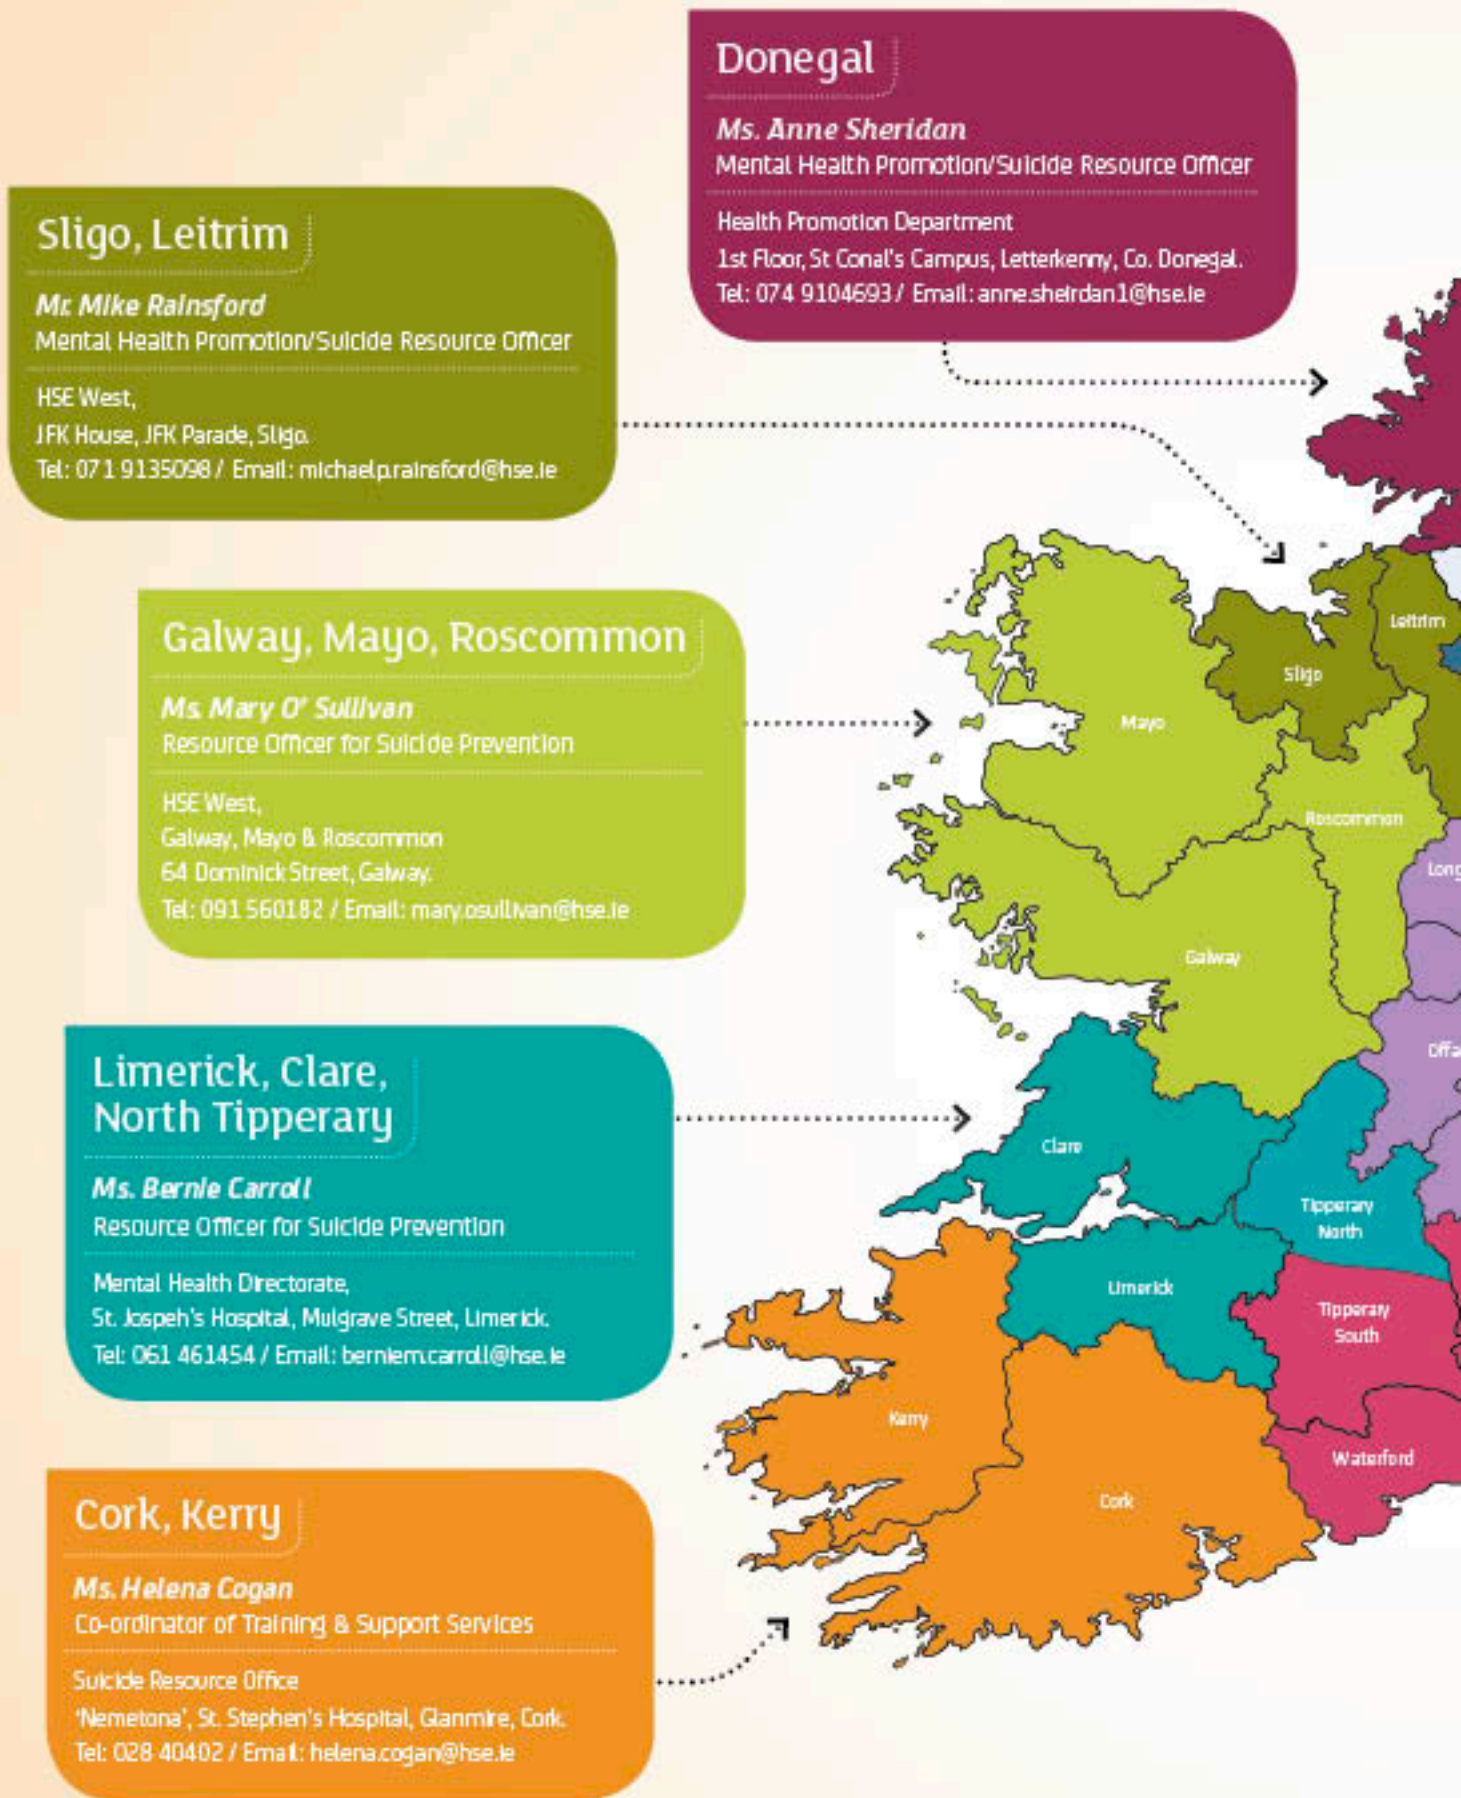 Donegal
Ms. Anne Sheridan
Mental Health Promotion/Suicide Resource Officer
Health Promotion Department
1st Floor, St Conal's Campus, Letterkenny, Co. Donegal.
Tel: 074 9104693 / Email: anne.sheirdan1@hse.ie
Sligo, Leitrim
Mr. Mike Rainsford
Mental Health Promotion/Suicide Resource Officer
HSE West,
JFK House, JFK Parade, Sligo.
Tel: 071 9135098 / Email: michaelp.rainsford@hse.ie
Galway, Mayo, Roscommon
Ms. Mary O' Sullivan
Resource Officer for Suicide Prevention
HSE West,
Galway, Mayo & Roscommon
64 Dominick Street, Galway.
Tel: 091 560182 / Email: mary.osullivan@hse.ie
Limerick, Clare,
North Tipperary
Ms. Bernie Carroll
Resource Officer for Suicide Prevention
Mental Health Directorate,
St. Jospeh's Hospital, Mulgrave Street, Limerick.
Tel: 061 461454 / Email: berniem.carroll@hse.ie
Cork, Kerry
Ms. Helena Cogan
Co-ordinator of Training & Support Services
Suicide Resource Office
'Nemetona', St. Stephen's Hospital, Glanmire, Cork.
Tel: 028 40402 / Email: helena.cogan@hse.ie
Leitrim
Sligo
Mayo
Roscommon
Long
Galway
Offa
Clare
Tipperary
North
Limerick
Tipperary
South
Kerry
Waterford
Cork